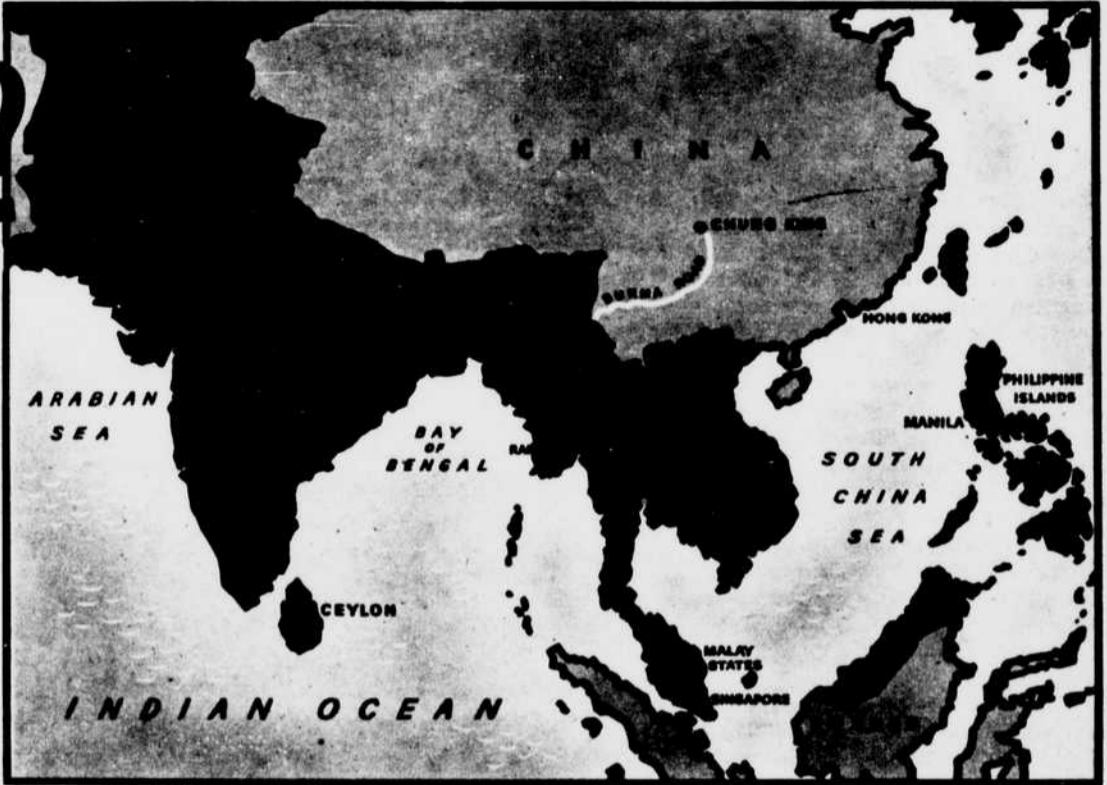 CHINA
CHUNG KING
BURMA ROAD
HONG KONG
ARABIAN
SEA
BAY
OF
BENGAL
PHILIPPINE
ISLANDS
MANILA
SOUTH
CHINA
SEA
CEYLON
MALAY
STATES
SINGAPORE
INDIAN OCEAN